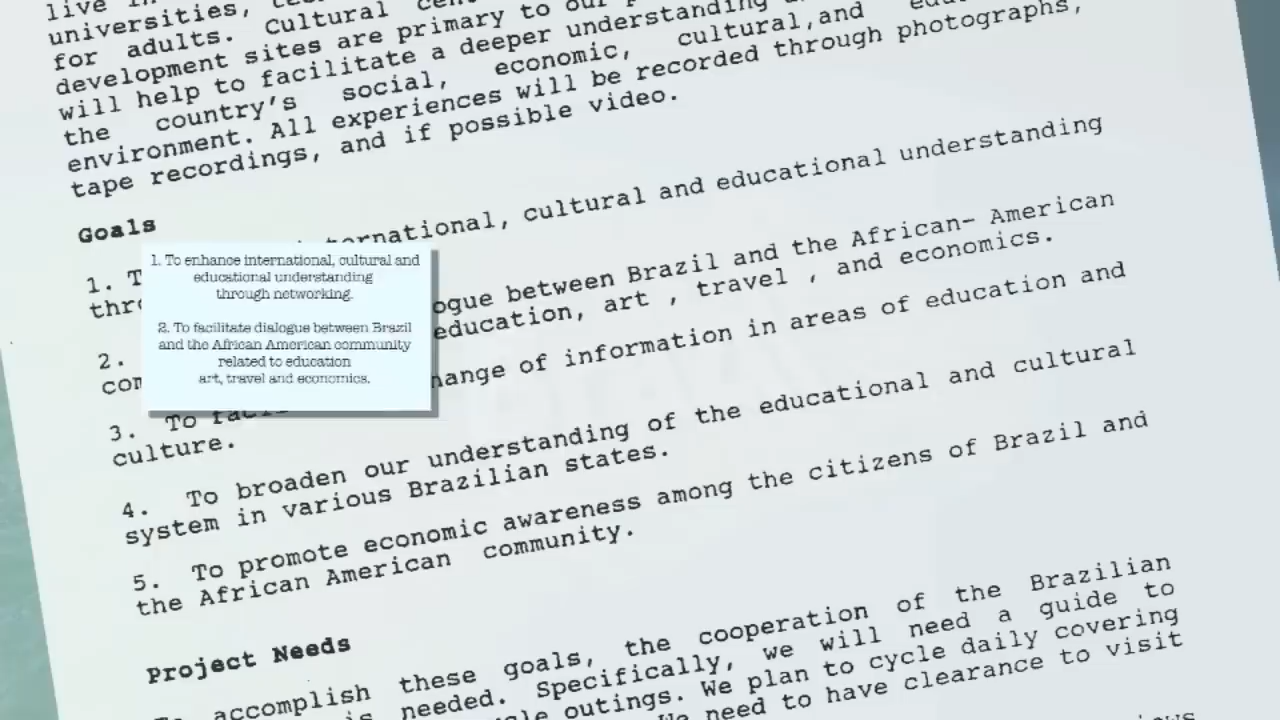 live in
universities,
for adults. Cultural
development sites are primary to our
will help to facilitate a deeper understanding
the country's social, economic, cultural,and
environment. All experiences will be recorded through photographs,
tape recordings, and if possible video.
Goals
1. international, cultural and educational understanding
2. between Brazil and the African- American
education, art , travel , and economics.
3. To of information in areas of education and
culture.
4. To broaden our understanding of the educational and cultural
system in various Brazilian states.
5. To promote economic awareness among the citizens of Brazil and
the African American community.
Project Needs
accomplish these goals, the cooperation of the Brazilian
is needed. Specifically, we will need a guide to
outings. We plan to cycle daily covering
need to have clearance to visit
1. To enhance international, cultural and
educational understanding
through networking.
2. To facilitate dialogue between Brazil
and the African American community
related to education
art, travel and economics.